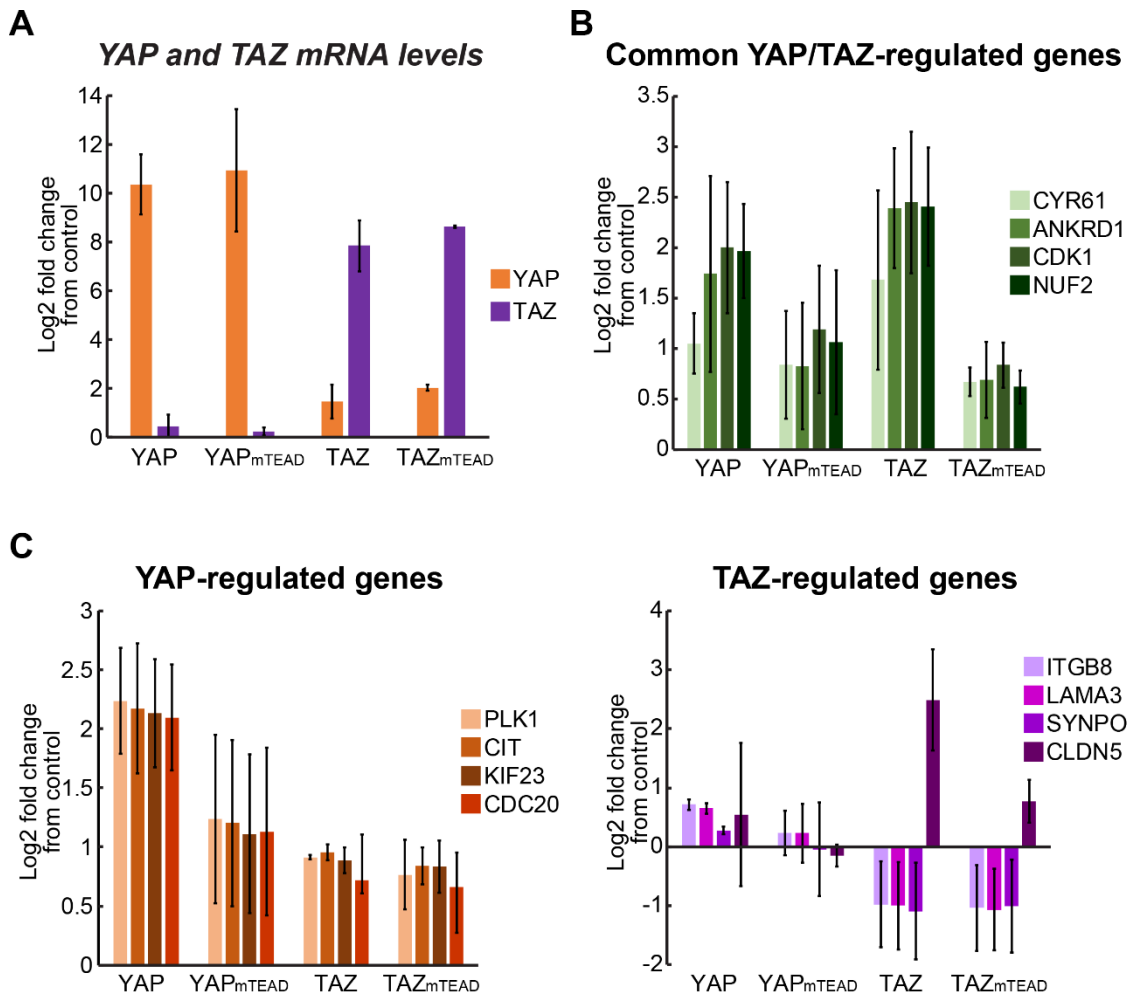 A
YAP and TAZ mRNA levels
Log2 fold change
from control
14
12
10
8
6
4
2
0
YAP
TAZ
YAP
YAPmTEAD
TAZ
TAZmTEAD
B
Common YAP/TAZ-regulated genes
Log2 fold change
from control
3.5
3
2.5
2
1.5
1
0.5
0
CYR61
ANKRD1
CDK1
NUF2
YAP
YAPmTEAD
TAZ
TAZmTEAD
C
YAP-regulated genes
Log2 fold change
from control
3
2.5
2
1.5
1
0.5
0
PLK1
CIT
KIF23
CDC20
YAP
YAPmTEAD
TAZ
TAZmTEAD
TAZ-regulated genes
Log2 fold change
from control
4
3
2
1
0
-1
-2
ITGB8
LAMA3
SYNPO
CLDN5
YAP
YAPmTEAD
TAZ
TAZmTEAD